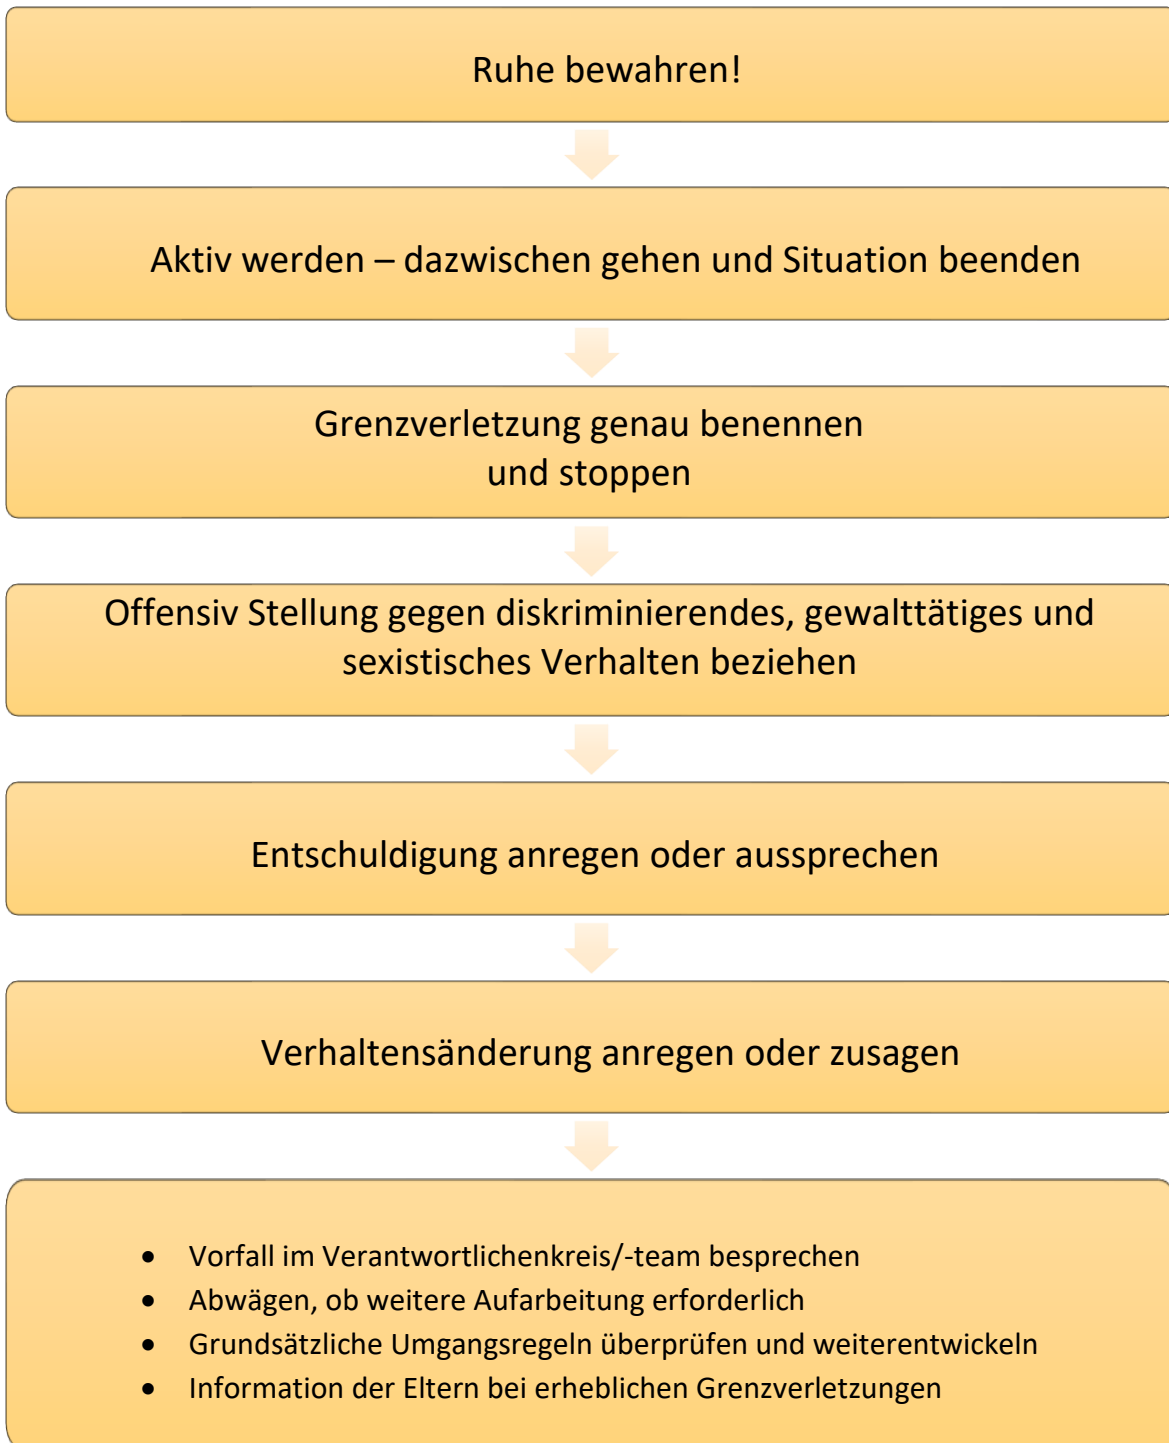 Ruhe bewahren!
Aktiv werden – dazwischen gehen und Situation beenden
Grenzverletzung genau benennen
und stoppen
Offensiv Stellung gegen diskriminierendes, gewalttätiges und
sexistisches Verhalten beziehen
Entschuldigung anregen oder aussprechen
Verhaltensänderung anregen oder zusagen
• Vorfall im Verantwortlichenkreis/-team besprechen
• Abwägen, ob weitere Aufarbeitung erforderlich
• Grundsätzliche Umgangsregeln überprüfen und weiterentwickeln
• Information der Eltern bei erheblichen Grenzverletzungen